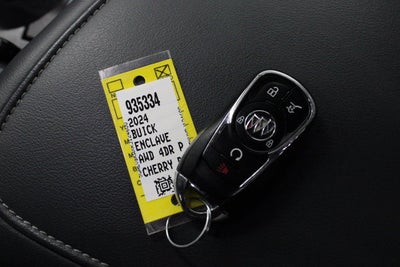 935334
2024
BUICK
ENCLAVE
AWD 4DR P
CHERRY